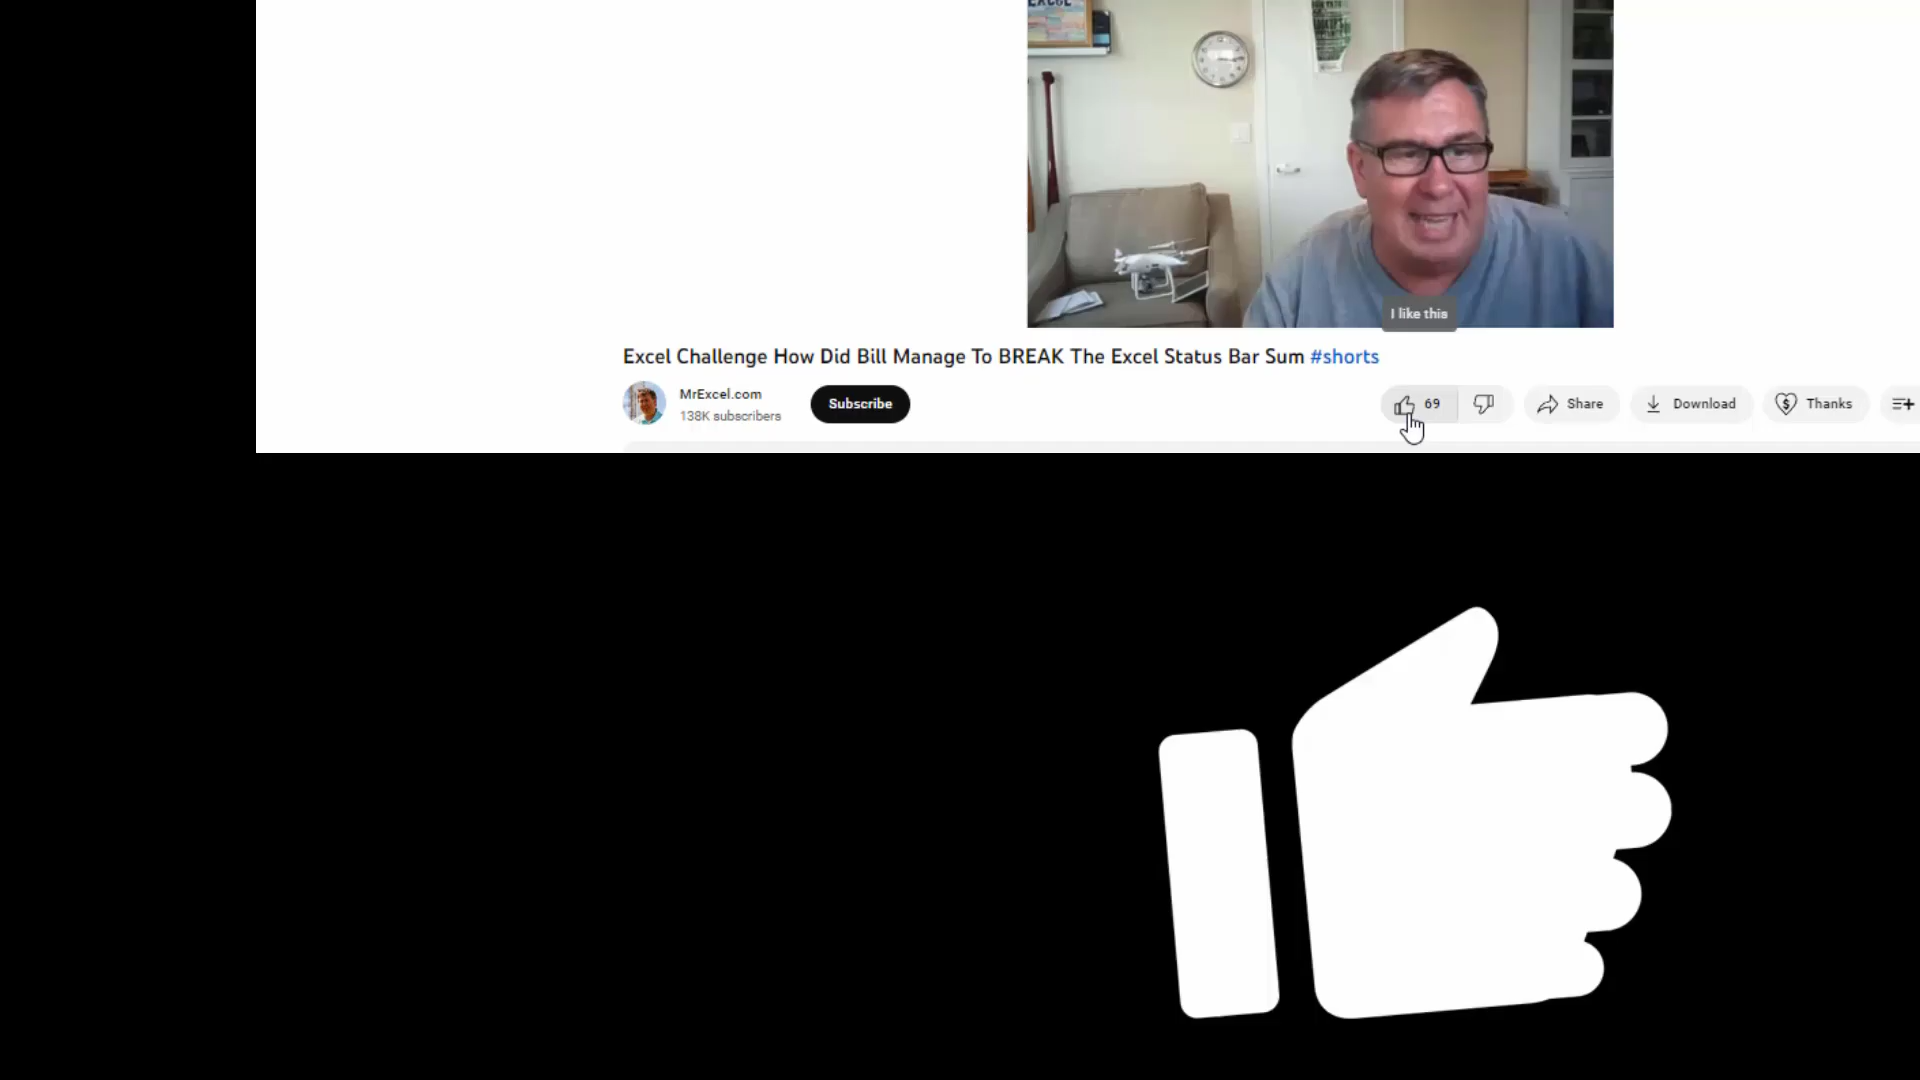 EXCEL
I like this
Excel Challenge How Did Bill Manage To BREAK The Excel Status Bar Sum #shorts
MrExcel.com
138K subscribers
Subscribe
69
Share
Download
Thanks